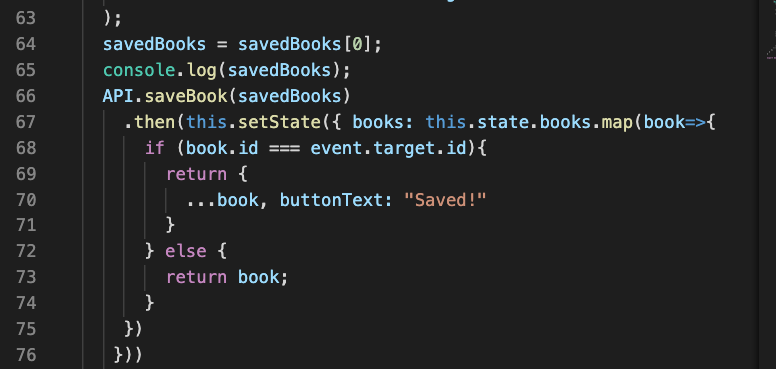 63 );
64 savedBooks = savedBooks[0];
65 console.log(savedBooks);
66 API.saveBook(savedBooks)
67 .then(this.setState({ books: this.state.books.map(book=>{
68 if (book.id === event.target.id){
69 return {
70 ...book, buttonText: "Saved!"
71 }
72 } else {
73 return book;
74 }
75 })
76 }))